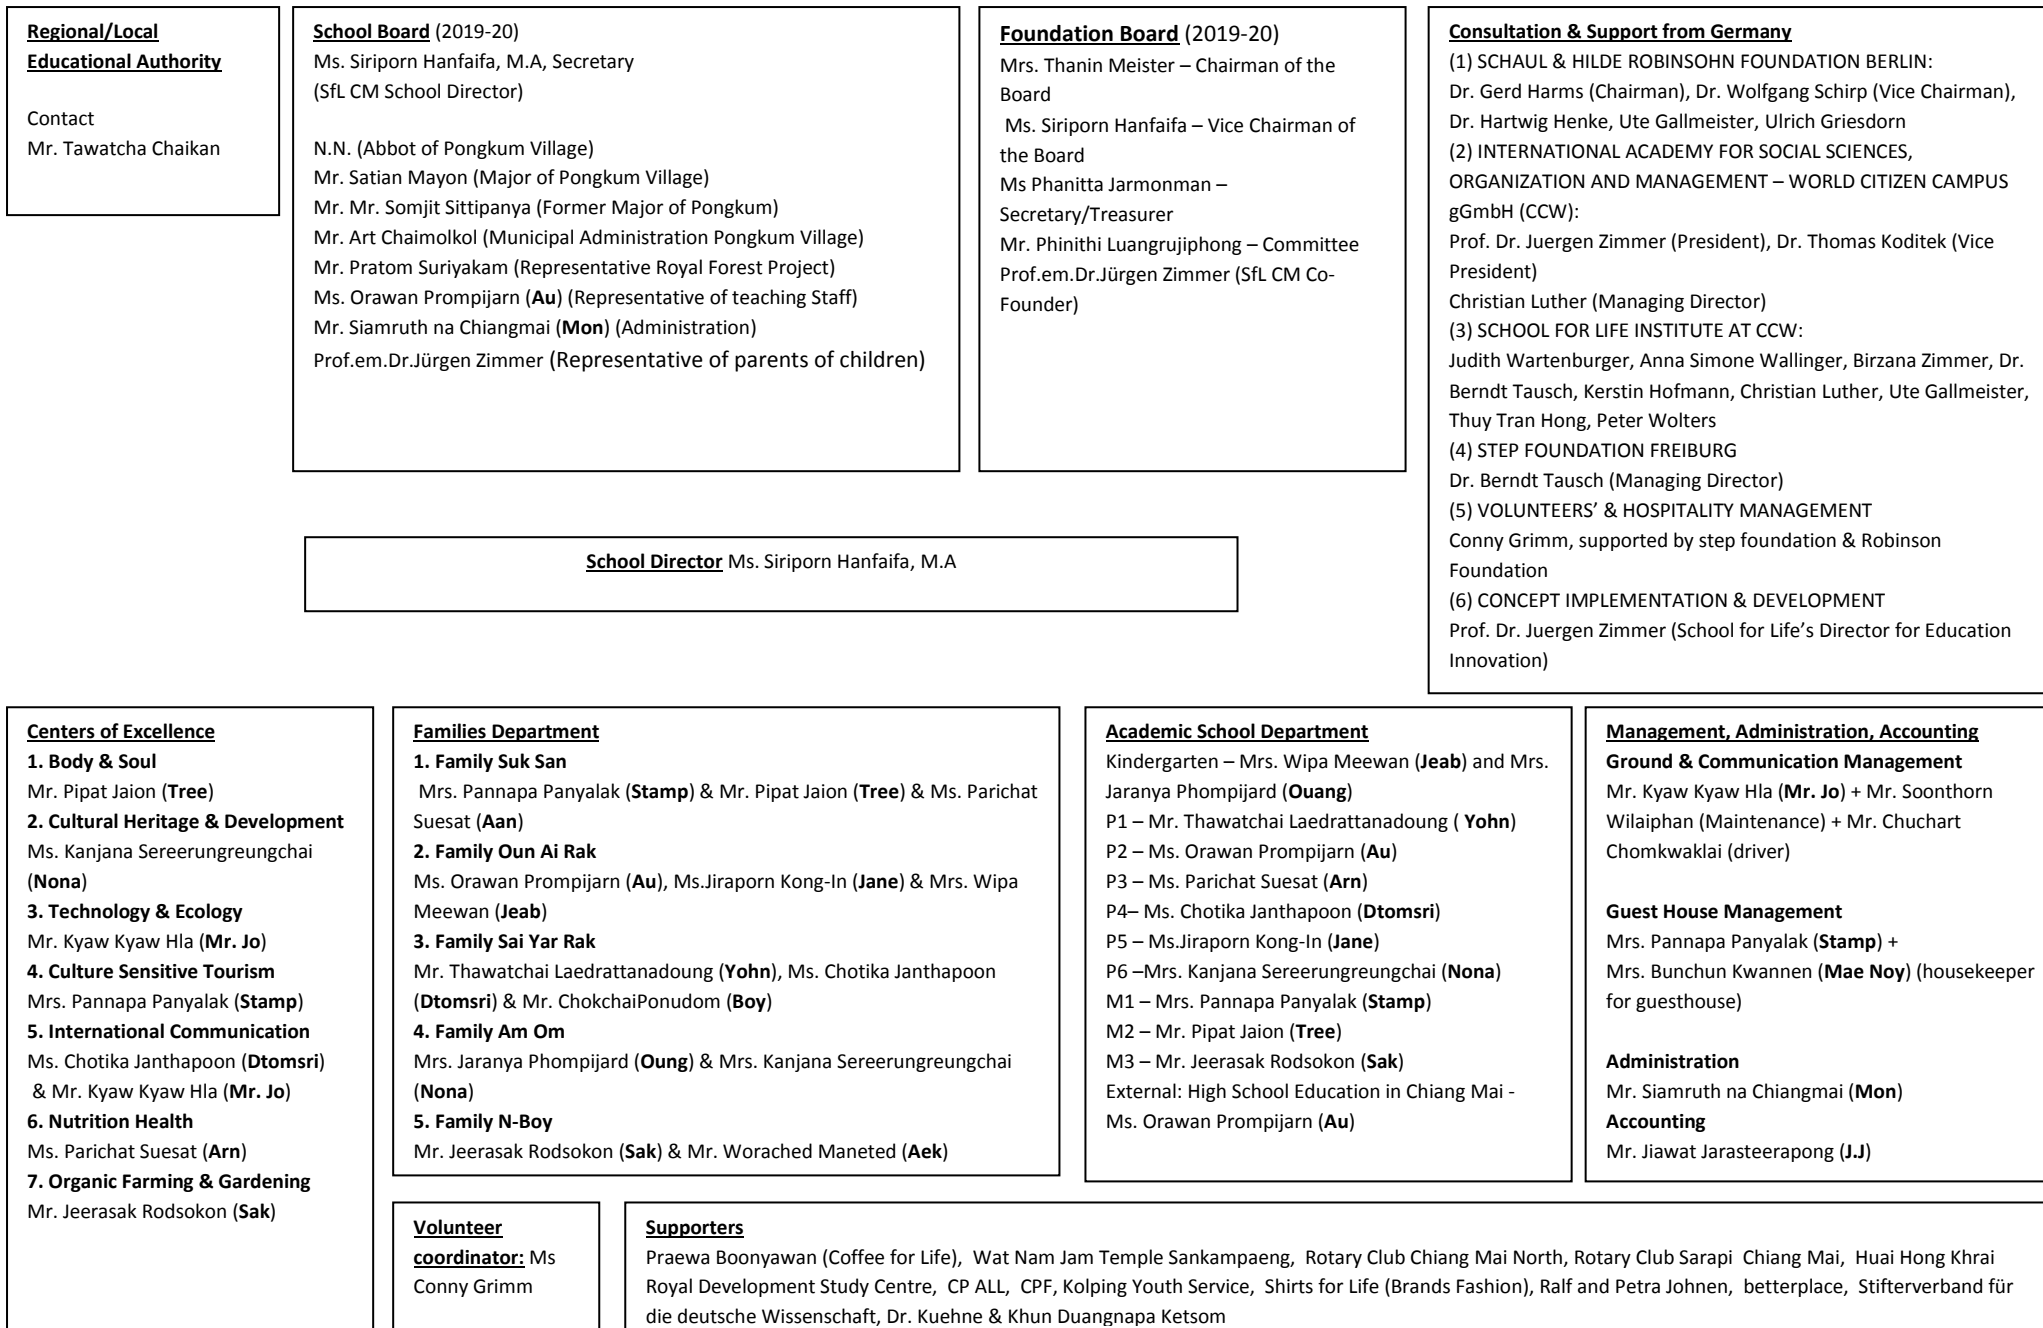 Regional/Local
Educational Authority
Contact
Mr. Tawatcha Chaikan
School Board (2019-20)
Ms. Siriporn Hanfaifa, M.A, Secretary
(SfL CM School Director)
N.N. (Abbot of Pongkum Village)
Mr. Satian Mayon (Major of Pongkum Village)
Mr. Mr. Somjit Sittipanya (Former Major of Pongkum)
Mr. Art Chaimolkol (Municipal Administration Pongkum Village)
Mr. Pratom Suriyakam (Representative Royal Forest Project)
Ms. Orawan Prompijarn (Au) (Representative of teaching Staff)
Mr. Siamruth na Chiangmai (Mon) (Administration)
Prof.em.Dr.Jürgen Zimmer (Representative of parents of children)
Foundation Board (2019-20)
Mrs. Thanin Meister – Chairman of the
Board
Ms. Siriporn Hanfaifa – Vice Chairman of
the Board
Ms Phanitta Jarmonman –
Secretary/Treasurer
Mr. Phinithi Luangrujiphong – Committee
Prof.em.Dr.Jürgen Zimmer (SfL CM Co-
Founder)
Consultation & Support from Germany
(1) SCHAUL & HILDE ROBINSOHN FOUNDATION BERLIN:
Dr. Gerd Harms (Chairman), Dr. Wolfgang Schirp (Vice Chairman),
Dr. Hartwig Henke, Ute Gallmeister, Ulrich Griesdorn
(2) INTERNATIONAL ACADEMY FOR SOCIAL SCIENCES,
ORGANIZATION AND MANAGEMENT – WORLD CITIZEN CAMPUS
gGmbH (CCW):
Prof. Dr. Juergen Zimmer (President), Dr. Thomas Koditek (Vice
President)
Christian Luther (Managing Director)
(3) SCHOOL FOR LIFE INSTITUTE AT CCW:
Judith Wartenburger, Anna Simone Wallinger, Birzana Zimmer, Dr.
Berndt Tausch, Kerstin Hofmann, Christian Luther, Ute Gallmeister,
Thuy Tran Hong, Peter Wolters
(4) STEP FOUNDATION FREIBURG
Dr. Berndt Tausch (Managing Director)
(5) VOLUNTEERS’ & HOSPITALITY MANAGEMENT
Conny Grimm, supported by step foundation & Robinson
Foundation
(6) CONCEPT IMPLEMENTATION & DEVELOPMENT
Prof. Dr. Juergen Zimmer (School for Life’s Director for Education
Innovation)
School Director Ms. Siriporn Hanfaifa, M.A
Centers of Excellence
1. Body & Soul
Mr. Pipat Jaion (Tree)
2. Cultural Heritage & Development
Ms. Kanjana Sereerungreungchai
(Nona)
3. Technology & Ecology
Mr. Kyaw Kyaw Hla (Mr. Jo)
4. Culture Sensitive Tourism
Mrs. Pannapa Panyalak (Stamp)
5. International Communication
Ms. Chotika Janthapoon (Dtomsri)
& Mr. Kyaw Kyaw Hla (Mr. Jo)
6. Nutrition Health
Ms. Parichat Suesat (Arn)
7. Organic Farming & Gardening
Mr. Jeerasak Rodsokon (Sak)
Families Department
1. Family Suk San
Mrs. Pannapa Panyalak (Stamp) & Mr. Pipat Jaion (Tree) & Ms. Parichat
Suesat (Aan)
2. Family Oun Ai Rak
Ms. Orawan Prompijarn (Au), Ms.Jiraporn Kong-In (Jane) & Mrs. Wipa
Meewan (Jeab)
3. Family Sai Yar Rak
Mr. Thawatchai Laedrattanadoung (Yohn), Ms. Chotika Janthapoon
(Dtomsri) & Mr. ChokchaiPonudom (Boy)
4. Family Am Om
Mrs. Jaranya Phompijard (Oung) & Mrs. Kanjana Sereerungreungchai
(Nona)
5. Family N-Boy
Mr. Jeerasak Rodsokon (Sak) & Mr. Worached Maneted (Aek)
Academic School Department
Kindergarten – Mrs. Wipa Meewan (Jeab) and Mrs.
Jaranya Phompijard (Ouang)
P1 – Mr. Thawatchai Laedrattanadoung ( Yohn)
P2 – Ms. Orawan Prompijarn (Au)
P3 – Ms. Parichat Suesat (Arn)
P4– Ms. Chotika Janthapoon (Dtomsri)
P5 – Ms.Jiraporn Kong-In (Jane)
P6 –Mrs. Kanjana Sereerungreungchai (Nona)
M1 – Mrs. Pannapa Panyalak (Stamp)
M2 – Mr. Pipat Jaion (Tree)
M3 – Mr. Jeerasak Rodsokon (Sak)
External: High School Education in Chiang Mai -
Ms. Orawan Prompijarn (Au)
Management, Administration, Accounting
Ground & Communication Management
Mr. Kyaw Kyaw Hla (Mr. Jo) + Mr. Soonthorn
Wilaiphan (Maintenance) + Mr. Chuchart
Chomkwaklai (driver)
Guest House Management
Mrs. Pannapa Panyalak (Stamp) +
Mrs. Bunchun Kwannen (Mae Noy) (housekeeper
for guesthouse)
Administration
Mr. Siamruth na Chiangmai (Mon)
Accounting
Mr. Jiawat Jarasteerapong (J.J)
Volunteer
coordinator: Ms
Conny Grimm
Supporters
Praewa Boonyawan (Coffee for Life), Wat Nam Jam Temple Sankampaeng, Rotary Club Chiang Mai North, Rotary Club Sarapi Chiang Mai, Huai Hong Khrai
Royal Development Study Centre, CP ALL, CPF, Kolping Youth Service, Shirts for Life (Brands Fashion), Ralf and Petra Johnen, betterplace, Stifterverband für
die deutsche Wissenschaft, Dr. Kuehne & Khun Duangnapa Ketsom